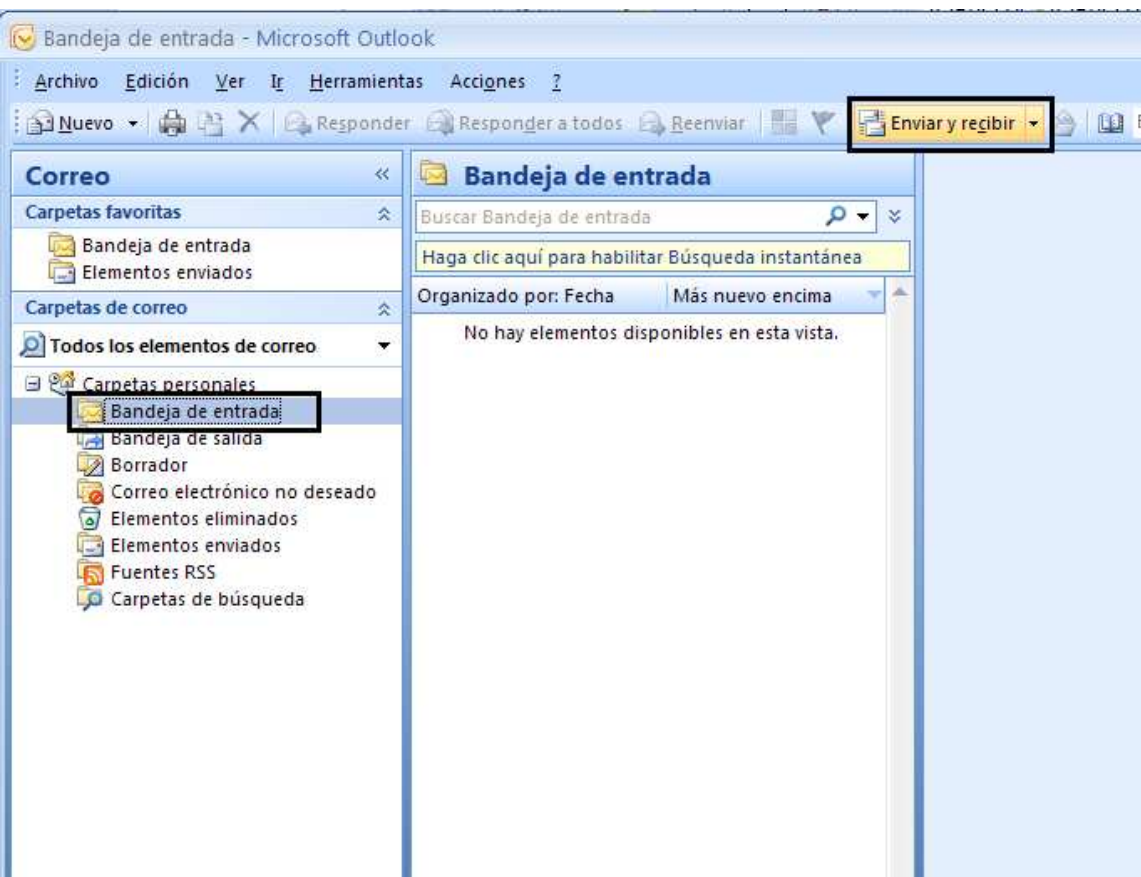 Bandeja de entrada - Microsoft Outlook
Archivo Edición Ver Ir Herramientas Acciones ?
Nuevo Responder Responder a todos Reenviar Enviar y recibir
Correo
Carpetas favoritas
Bandeja de entrada
Elementos enviados
Carpetas de correo
Todos los elementos de correo
Carpetas personales
Bandeja de entrada
Bandeja de salida
Borrador
Correo electrónico no deseado
Elementos eliminados
Elementos enviados
Fuentes RSS
Carpetas de búsqueda
Bandeja de entrada
Buscar Bandeja de entrada
Haga clic aquí para habilitar Búsqueda instantánea
Organizado por: Fecha Más nuevo encima
No hay elementos disponibles en esta vista.